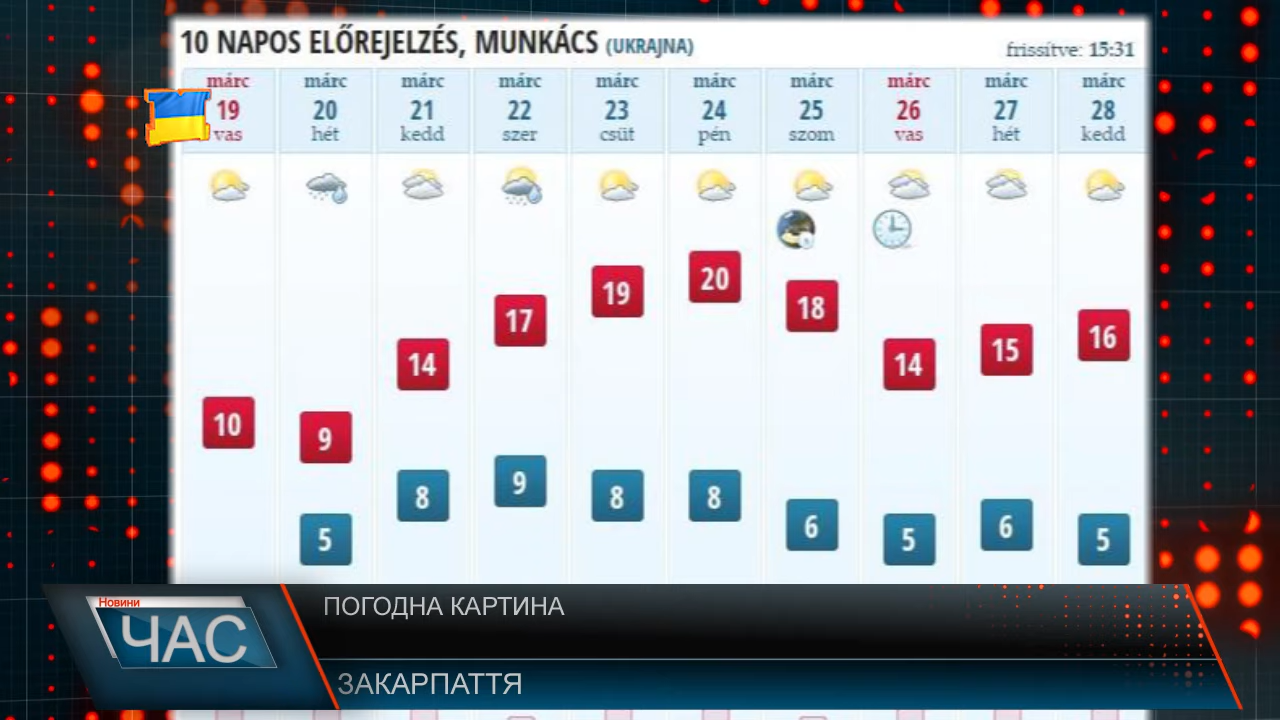 10 NAPOS ELŐREJELZÉS, MUNKÁCS (UKRAJNA)
frissítve: 15:31
márc márc márc márc márc márc márc márc márc márc
19 20 21 22 23 24 25 26 27 28
vas hét kedd szer csüt pén szom vas hét kedd
10 9 14 17 19 20 18 14 15 16
5 8 9 8 8 6 5 6 5
Новини
ЧАС
ПОГОДНА КАРТИНА
ЗАКАРПАТТЯ